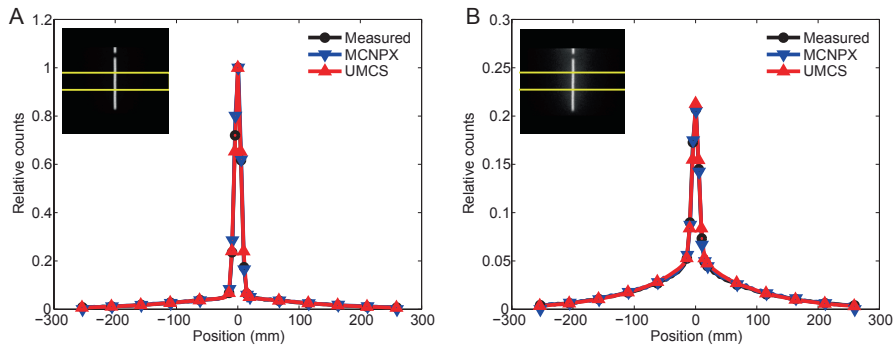 A
Relative counts
1.2
1
0.8
0.6
0.4
0.2
0
−300
−200
−100
0
100
200
300
Position (mm)
Measured
MCNPX
UMCS
B
Relative counts
0.3
0.25
0.2
0.15
0.1
0.05
0
−300
−200
−100
0
100
200
300
Position (mm)
Measured
MCNPX
UMCS